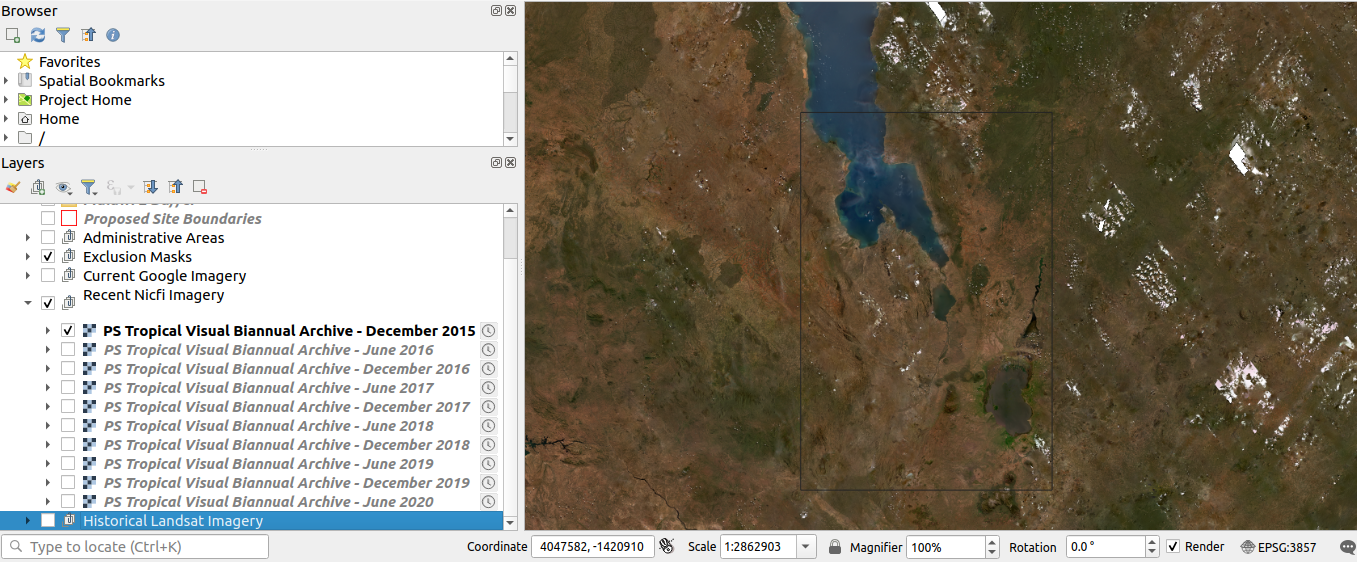 Browser
Favorites
Spatial Bookmarks
Project Home
Home
/
Layers
Proposed Site Boundaries
Administrative Areas
Exclusion Masks
Current Google Imagery
Recent Nicfi Imagery
PS Tropical Visual Biannual Archive - December 2015
PS Tropical Visual Biannual Archive - June 2016
PS Tropical Visual Biannual Archive - December 2016
PS Tropical Visual Biannual Archive - June 2017
PS Tropical Visual Biannual Archive - December 2017
PS Tropical Visual Biannual Archive - June 2018
PS Tropical Visual Biannual Archive - December 2018
PS Tropical Visual Biannual Archive - June 2019
PS Tropical Visual Biannual Archive - December 2019
PS Tropical Visual Biannual Archive - June 2020
Historical Landsat Imagery
Type to locate (Ctrl+K) Coordinate 4047582, -1420910 Scale 1:2862903 Magnifier 100% Rotation 0.0 ° Render EPSG:3857